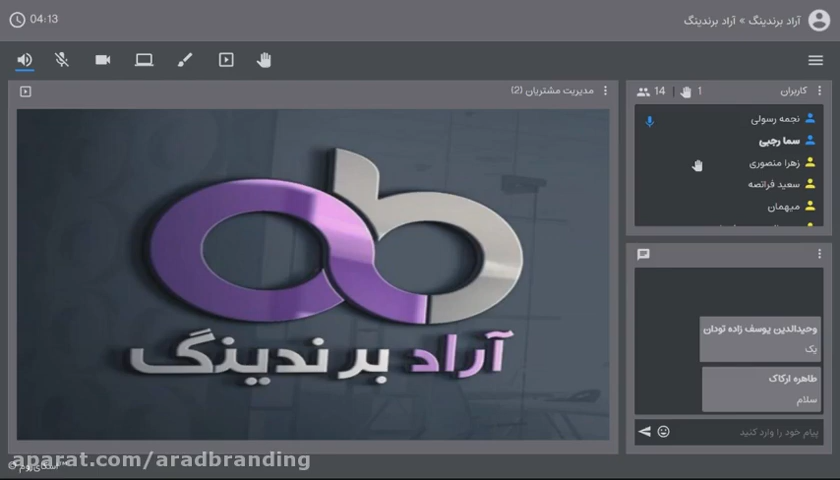 04:13
آراد برندینگ » آراد برندینگ
مدیریت مشتریان (2)
آراد برندینگ
کاربران
1
14
نجمه رسولی
سما رجبی
زهرا منصوری
سعید فراتصه
میهمان
وحیدالدین یوسف زاده تودان
یک
طاهره ارکاک
سلام
پیام خود را وارد کنید
aparat.com/aradbranding